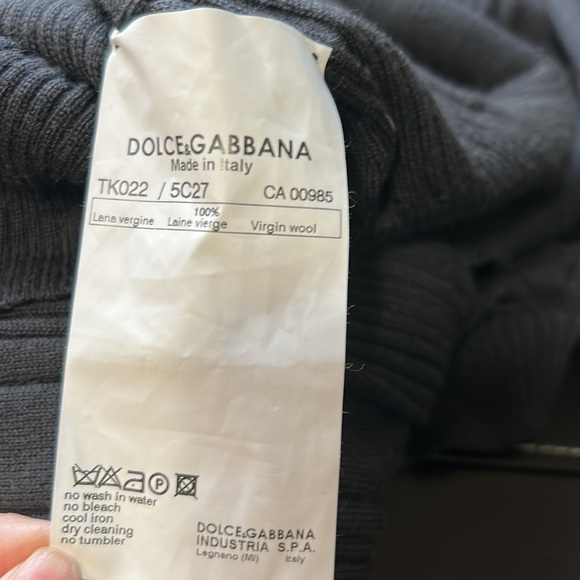 DOLCE&GABBANA
Made in Italy
TK022 / 5C27 CA 00985
100%
Lana vergine Laine vierge Virgin wool
P
no wash in water
no bleach
cool iron
dry cleaning
no tumbler
DOLCE&GABBANA
INDUSTRIA S.P.A.
Legnano (MI) Italy